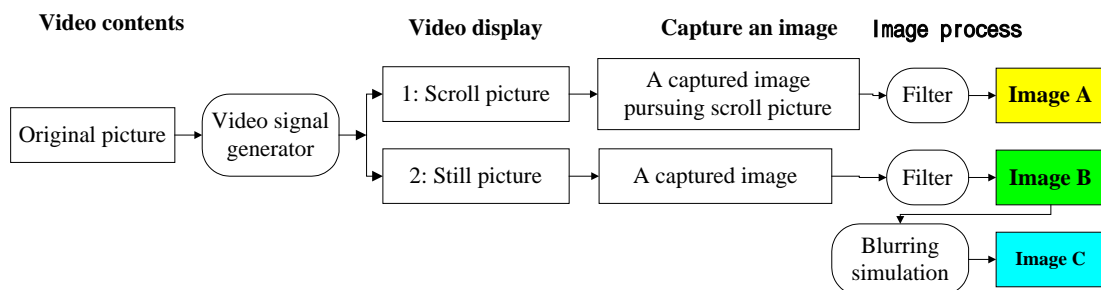 Video contents
Video display
Capture an image
Image process
Original picture
Video signal
generator
1: Scroll picture
A captured image
pursuing scroll picture
Filter
Image A
2: Still picture
A captured image
Filter
Image B
Blurring
simulation
Image C